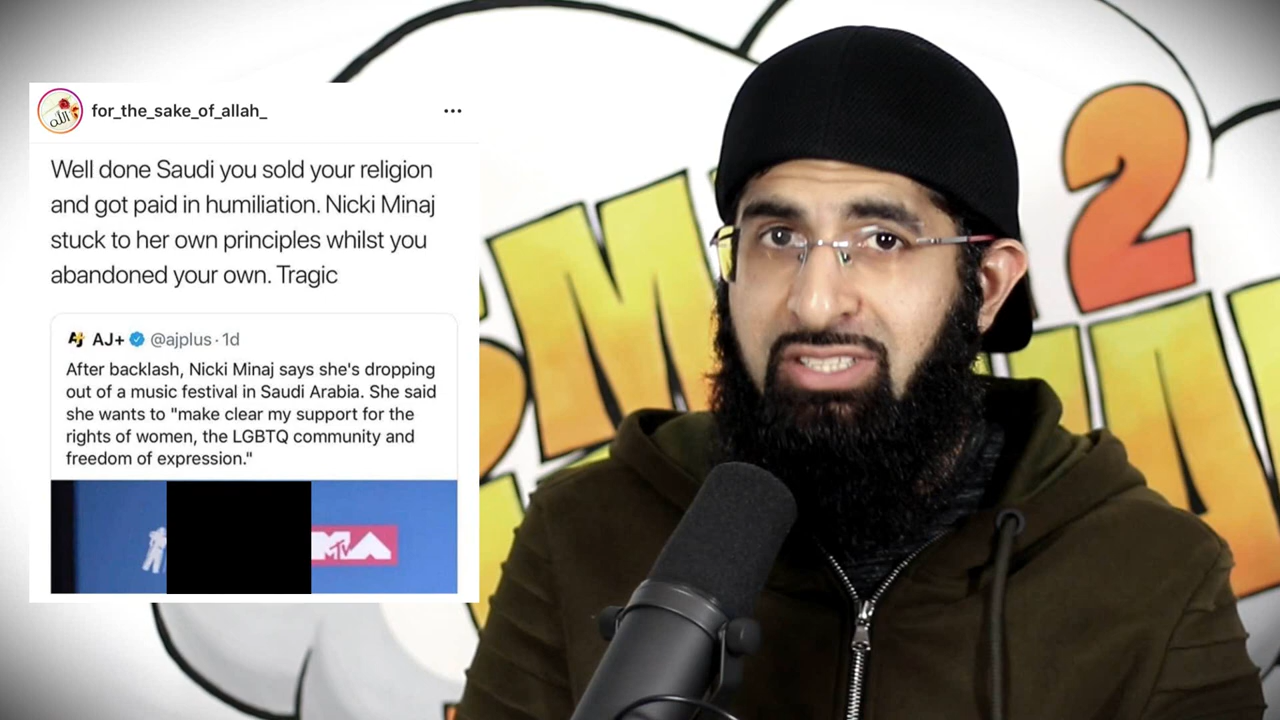 الله
for_the_sake_of_allah_
Well done Saudi you sold your religion
and got paid in humiliation. Nicki Minaj
stuck to her own principles whilst you
abandoned your own. Tragic
AJ+ @ajplus · 1d
After backlash, Nicki Minaj says she's dropping
out of a music festival in Saudi Arabia. She said
she wants to "make clear my support for the
rights of women, the LGBTQ community and
freedom of expression."
MTV
2